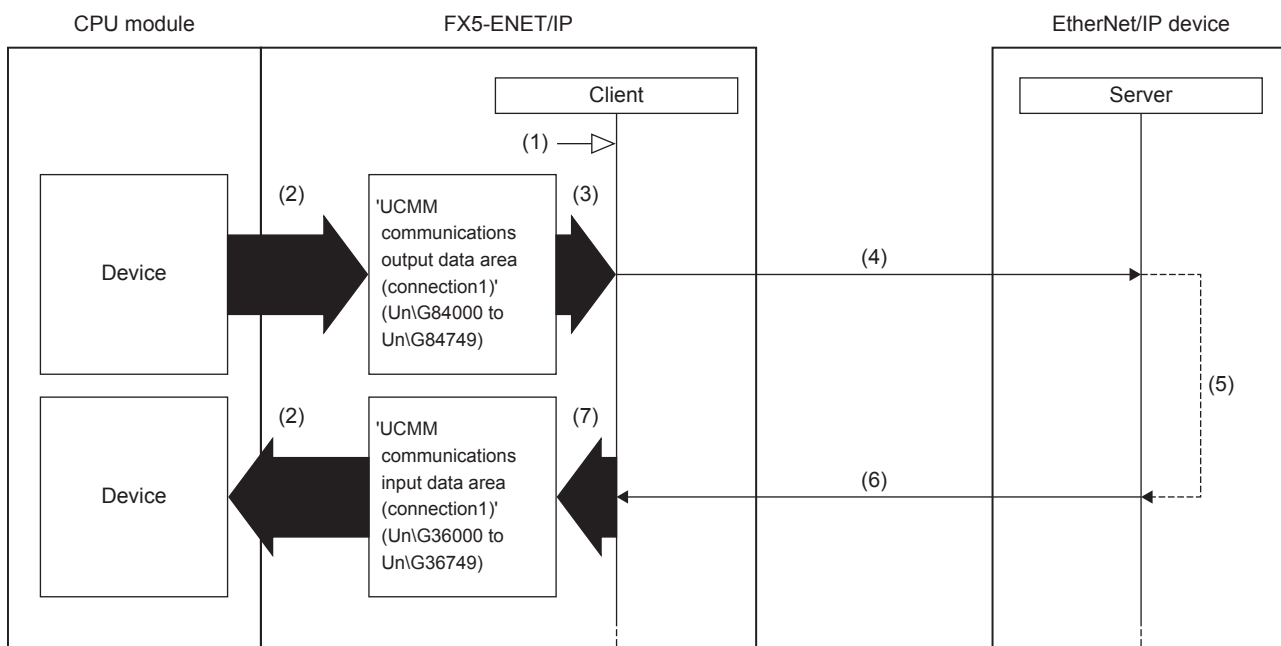 CPU module
FX5-ENET/IP
EtherNet/IP device
Client
Server
(1)
Device
(2)
'UCMM
communications
output data area
(connection1)'
(Un\G84000 to
Un\G84749)
(3)
(4)
(5)
Device
(2)
'UCMM
communications
input data area
(connection1)'
(Un\G36000 to
Un\G36749)
(7)
(6)